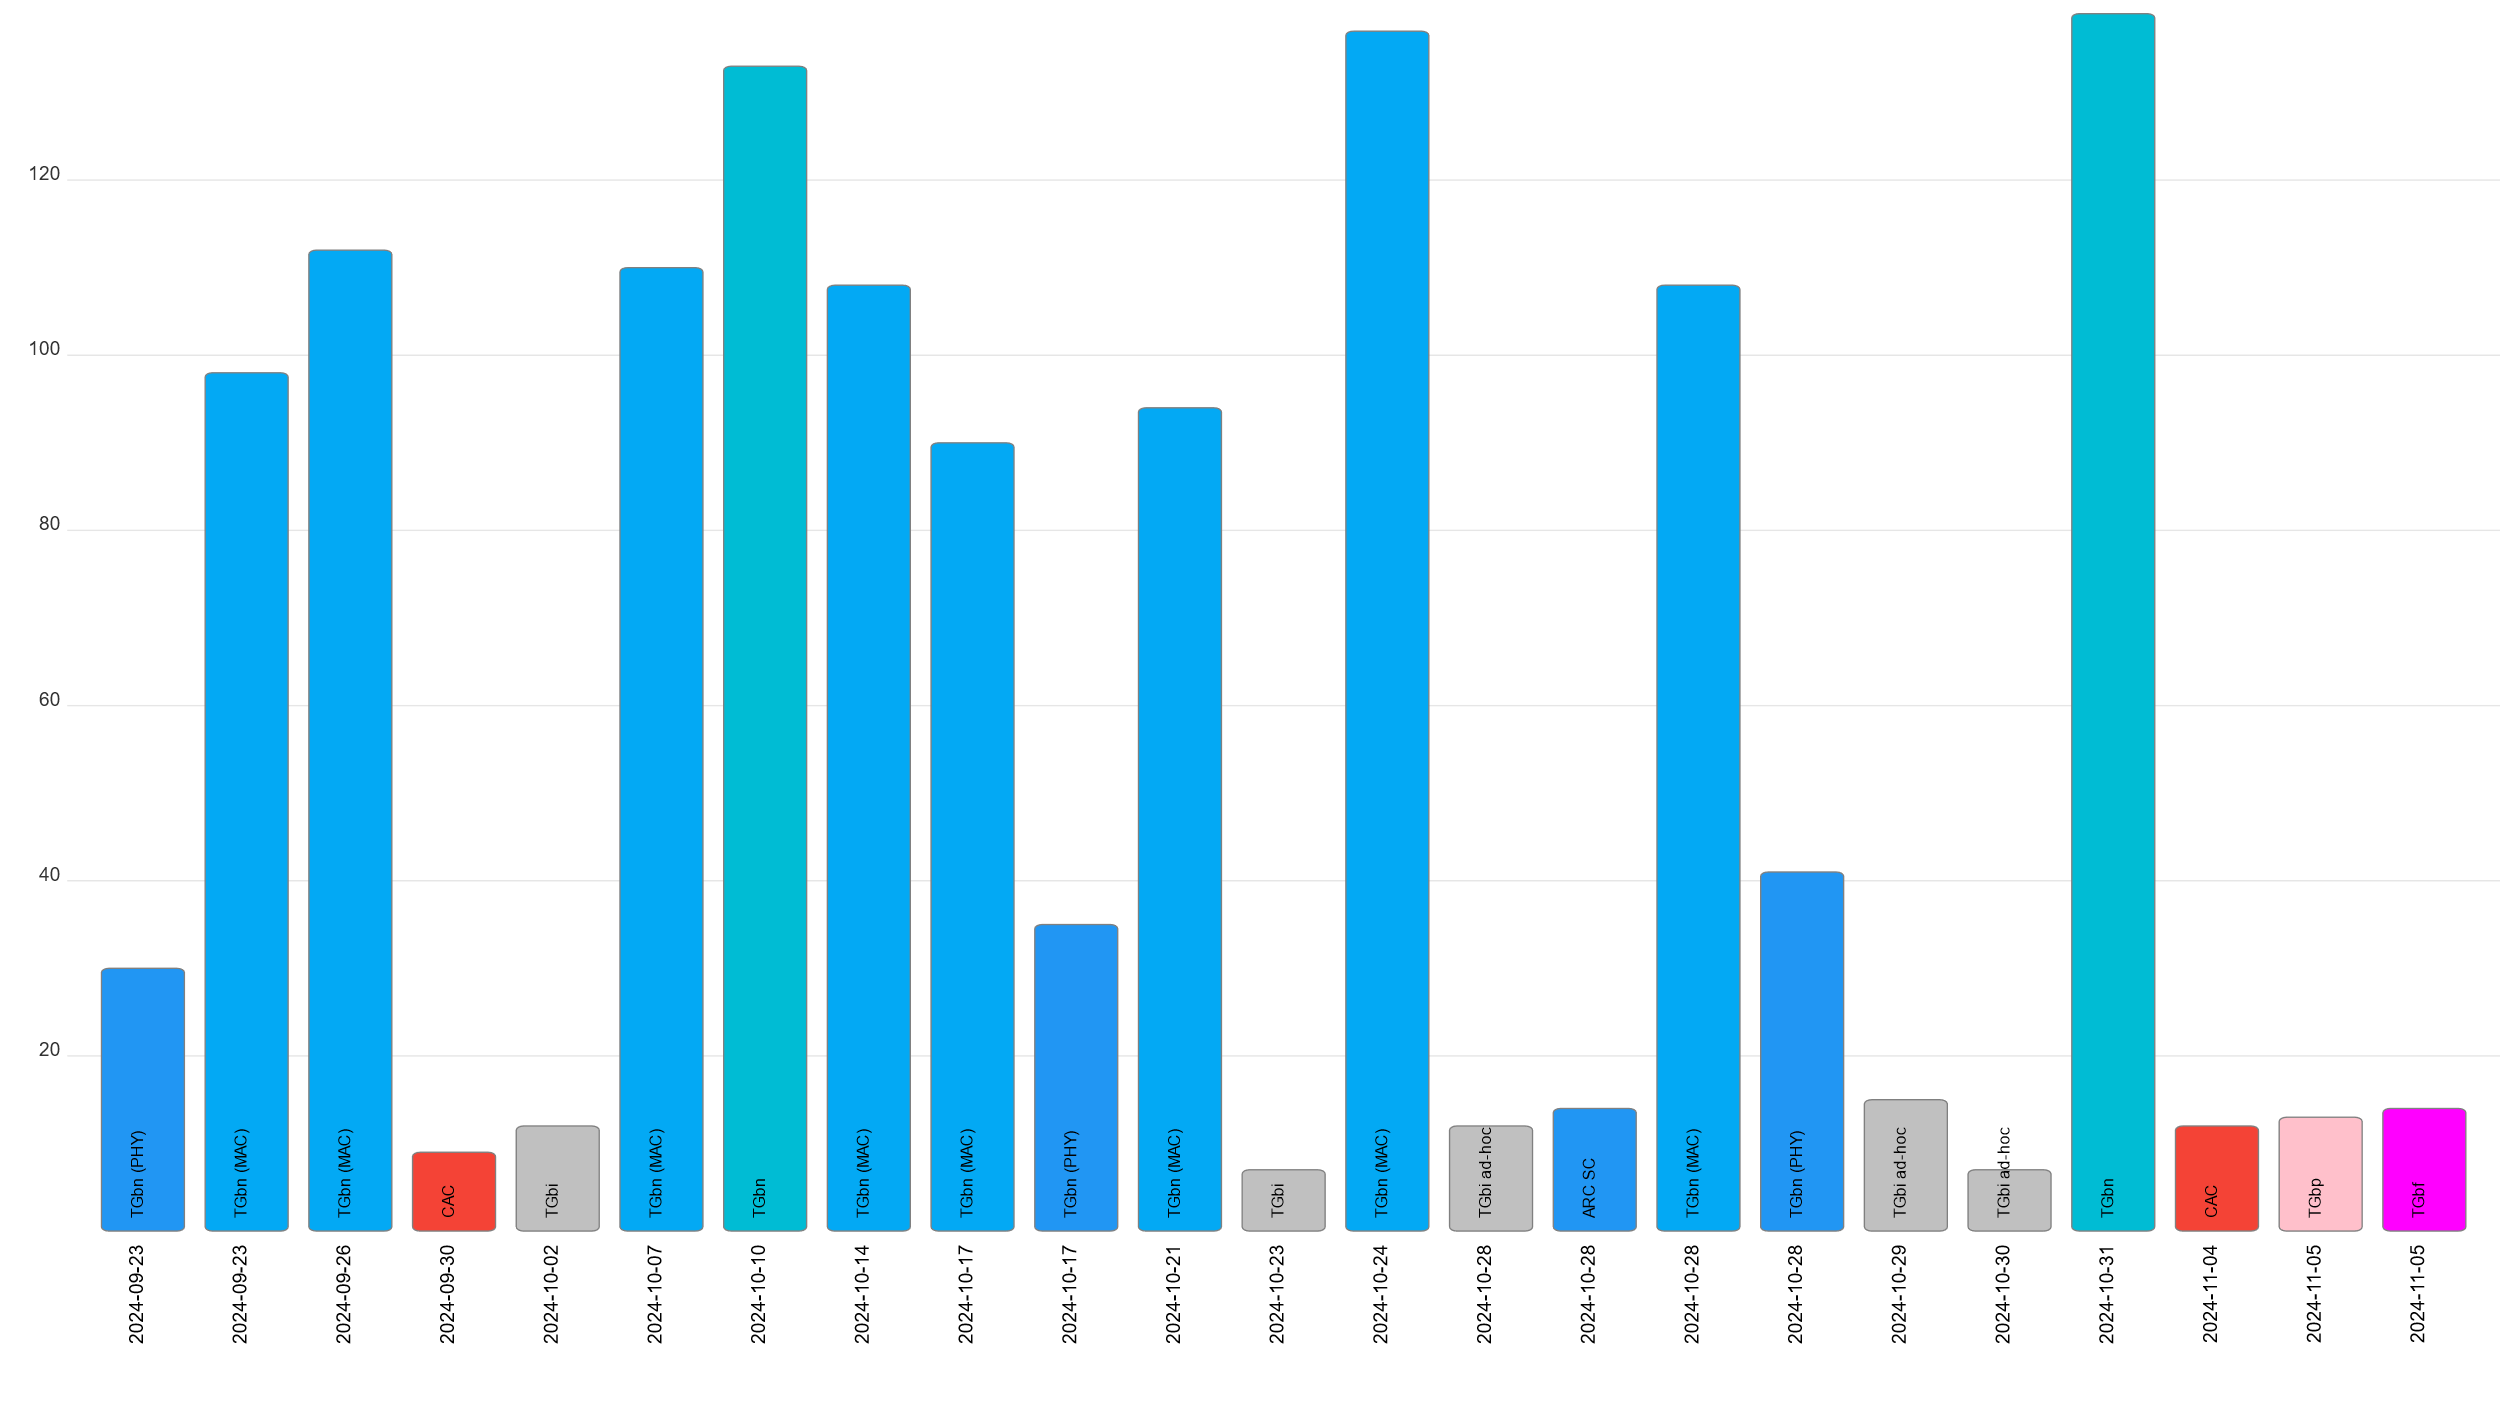 120
100
80
60
40
20
TGbn (PHY)
TGbn (MAC)
TGbn (MAC)
CAC
TGbi
TGbn (MAC)
TGbn
TGbn (MAC)
TGbn (MAC)
TGbn (PHY)
TGbn (MAC)
TGbi
TGbn (MAC)
TGbi ad-hoc
ARC SC
TGbn (MAC)
TGbn (PHY)
TGbi ad-hoc
TGbi ad-hoc
TGbn
CAC
TGbp
TGbf
2024-09-23
2024-09-23
2024-09-26
2024-09-30
2024-10-02
2024-10-07
2024-10-10
2024-10-14
2024-10-17
2024-10-17
2024-10-21
2024-10-23
2024-10-24
2024-10-28
2024-10-28
2024-10-28
2024-10-28
2024-10-29
2024-10-30
2024-10-31
2024-11-04
2024-11-05
2024-11-05